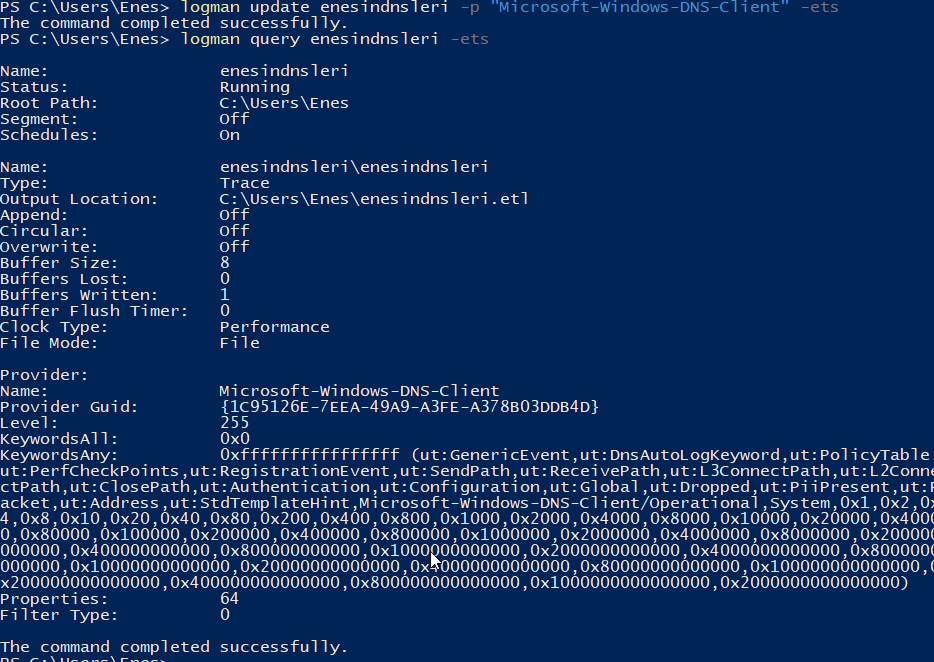 PS C:\Users\Enes> logman update enesindnsleri -p "Microsoft-Windows-DNS-Client" -ets
The command completed successfully.
PS C:\Users\Enes> logman query enesindnsleri -ets
Name: enesindnsleri
Status: Running
Root Path: C:\Users\Enes
Segment: Off
Schedules: On
Name: enesindnsleri\enesindnsleri
Type: Trace
Output Location: C:\Users\Enes\enesindnsleri.etl
Append: Off
Circular: Off
Overwrite: Off
Buffer Size: 8
Buffers Lost: 0
Buffers Written: 1
Buffer Flush Timer: 0
Clock Type: Performance
File Mode: File
Provider:
Name: Microsoft-Windows-DNS-Client
Provider Guid: {1C95126E-7EEA-49A9-A3FE-A378B03DDB4D}
Level: 255
KeywordsAll: 0x0
KeywordsAny: 0xffffffffffffffff (ut:GenericEvent,ut:DnsAutoLogKeyword,ut:PolicyTable
ut:PerfCheckPoints,ut:RegistrationEvent,ut:SendPath,ut:ReceivePath,ut:L3ConnectPath,ut:L2Conne
ctPath,ut:ClosePath,ut:Authentication,ut:Configuration,ut:Global,ut:Dropped,ut:PiiPresent,ut:P
acket,ut:Address,ut:StdTemplateHint,Microsoft-Windows-DNS-Client/Operational,System,0x1,0x2,0x
4,0x8,0x10,0x20,0x40,0x80,0x200,0x400,0x800,0x1000,0x2000,0x4000,0x8000,0x10000,0x20000,0x4000
0,0x80000,0x100000,0x200000,0x400000,0x800000,0x1000000,0x2000000,0x4000000,0x8000000,0x20000
000000,0x400000000000,0x800000000000,0x1000000000000,0x2000000000000,0x4000000000000,0x8000000
000000,0x10000000000000,0x20000000000000,0x40000000000000,0x80000000000000,0x100000000000000,0
x200000000000000,0x400000000000000,0x800000000000000,0x1000000000000000,0x2000000000000000)
Properties: 64
Filter Type: 0
The command completed successfully.
PS C:\Users\Enes>